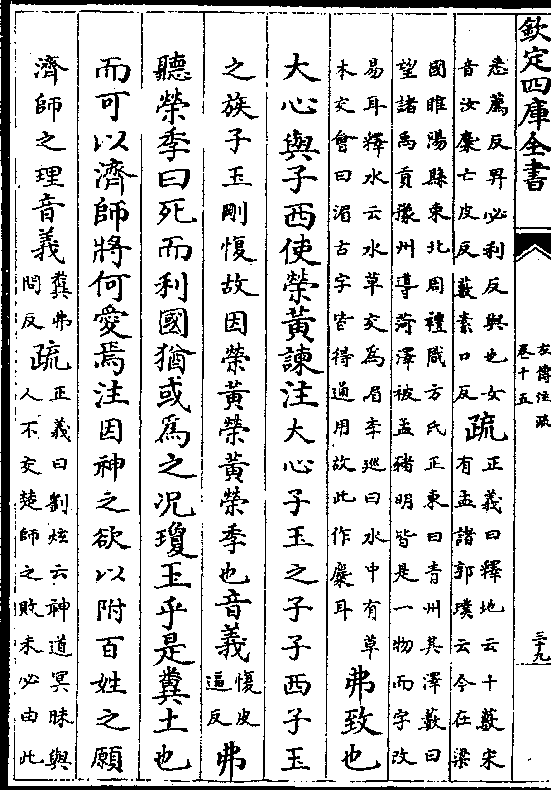 欽定四庫全書
左傳注疏
卷十五
三十九
悉薦反畀必利反與也女
音汝麋亡皮反藪素口反
疏
正義曰釋地云十藪宋
有孟諸郭璞云今在梁
國睢陽縣東北周禮職方氏正東曰青州其澤藪曰
望諸禹貢豫州導菏澤被孟豬明皆是一物而字改
易耳釋水云水草交為湄李巡曰水中有草
木交會曰湄古字皆得通用故此作麋耳
弗致也
大心與子西使榮黃諫注大心子玉之子子西子玉
之族子玉剛愎故因榮黃榮黃榮季也音義
愎皮
逼反
弗
聽榮季曰死而利國猶或為之況瓊玉乎是糞土也
而可以濟師將何愛焉注因神之欲以附百姓之願
濟師之理音義
糞弗
問反
疏
正義曰劉炫云神道冥昧與
人不交楚師之敗未必由此